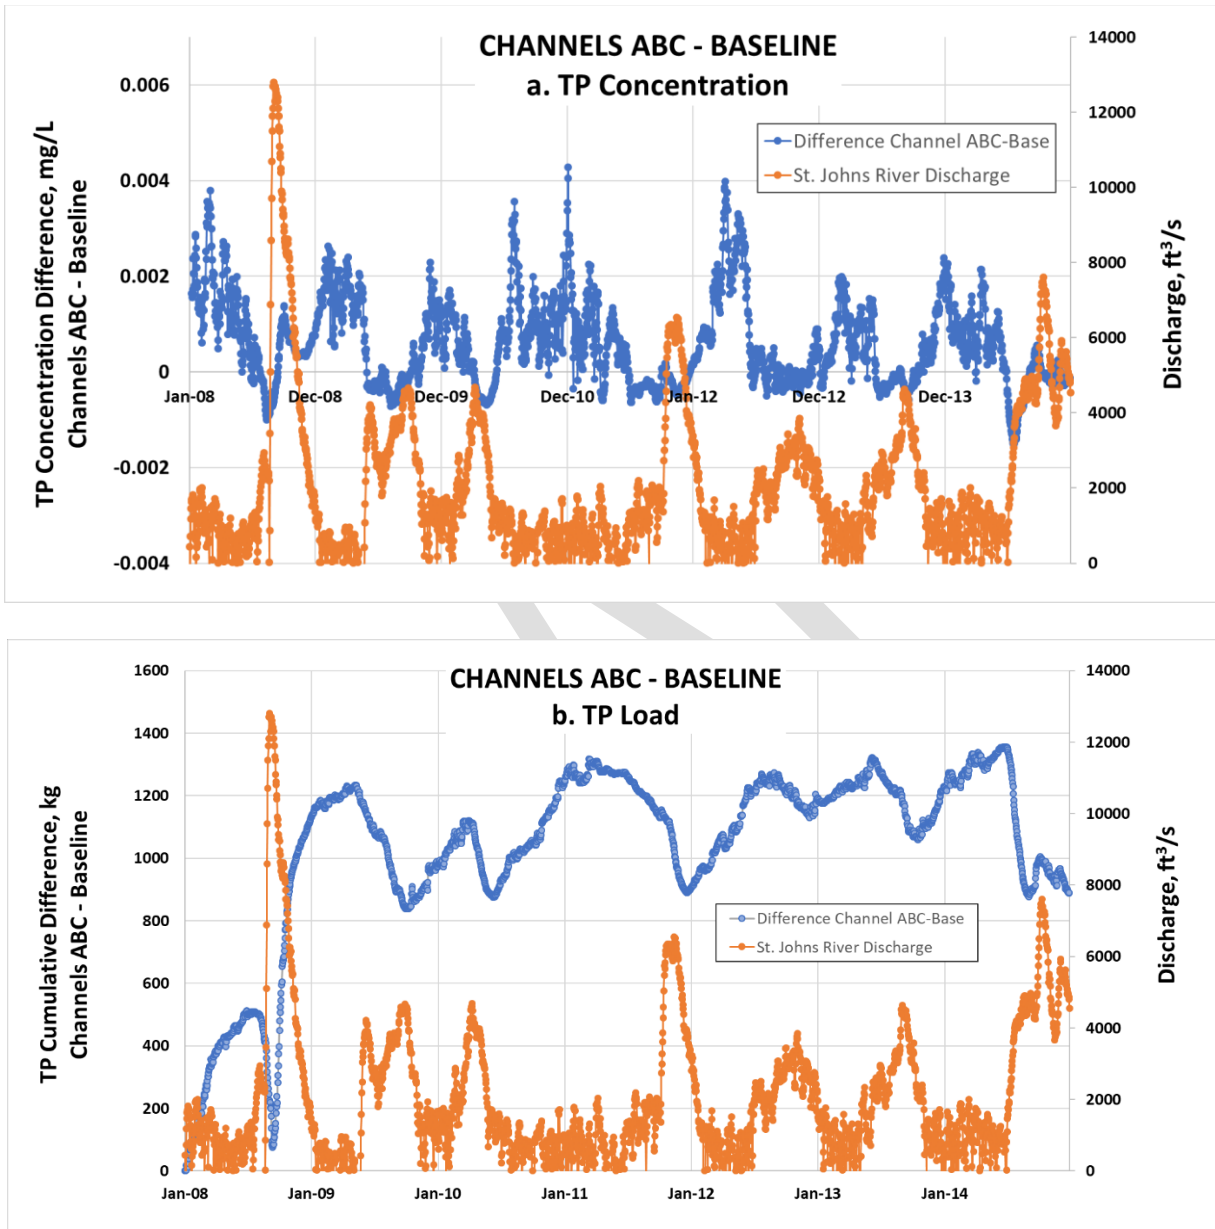 CHANNELS ABC - BASELINE
a. TP Concentration
TP Concentration Difference, mg/L
Channels ABC - Baseline
0.006
0.004
0.002
0
-0.002
-0.004
Jan-08
Dec-08
Dec-09
Dec-10
Jan-12
Dec-12
Dec-13
Difference Channel ABC-Base
St. Johns River Discharge
14000
12000
10000
8000
6000
4000
2000
0
Discharge, ft³/s
CHANNELS ABC - BASELINE
b. TP Load
TP Cumulative Difference, kg
Channels ABC - Baseline
1600
1400
1200
1000
800
600
400
200
0
Jan-08
Jan-09
Jan-10
Jan-11
Jan-12
Jan-13
Jan-14
Difference Channel ABC-Base
St. Johns River Discharge
14000
12000
10000
8000
6000
4000
2000
0
Discharge, ft³/s